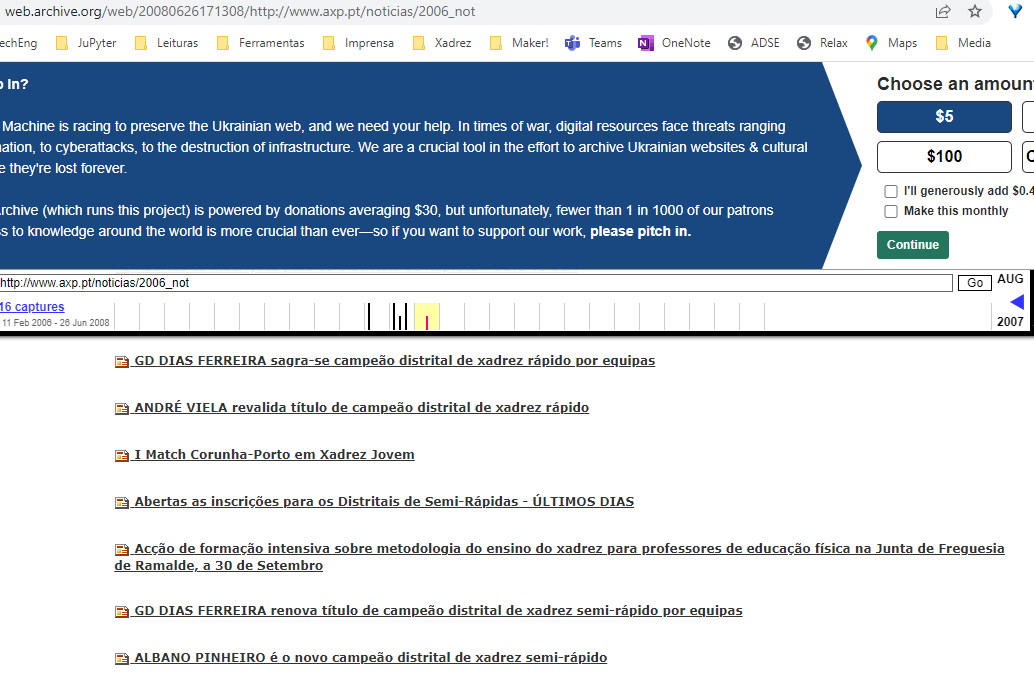 web.archive.org/web/20080626171308/http://www.axp.pt/noticias/2006_not
echEng JuPyter Leituras Ferramentas Imprensa Xadrez Maker! Teams OneNote ADSE Relax Maps Media
in?
Machine is racing to preserve the Ukrainian web, and we need your help. In times of war, digital resources face threats ranging
ation, to cyberattacks, to the destruction of infrastructure. We are a crucial tool in the effort to archive Ukrainian websites & cultural
e they're lost forever.
rchive (which runs this project) is powered by donations averaging $30, but unfortunately, fewer than 1 in 1000 of our patrons
s to knowledge around the world is more crucial than ever—so if you want to support our work, please pitch in.
Choose an amoun
$5
$100
I'll generously add $0.4
Make this monthly
Continue
http://www.axp.pt/noticias/2006_not Go AUG
16 captures
11 Feb 2006 - 26 Jun 2008 2007
GD DIAS FERREIRA sagra-se campeão distrital de xadrez rápido por equipas
ANDRÉ VIELA revalida título de campeão distrital de xadrez rápido
I Match Corunha-Porto em Xadrez Jovem
Abertas as inscrições para os Distritais de Semi-Rápidas - ÚLTIMOS DIAS
Acção de formação intensiva sobre metodologia do ensino do xadrez para professores de educação física na Junta de Freguesia
de Ramalde, a 30 de Setembro
GD DIAS FERREIRA renova título de campeão distrital de xadrez semi-rápido por equipas
ALBANO PINHEIRO é o novo campeão distrital de xadrez semi-rápido